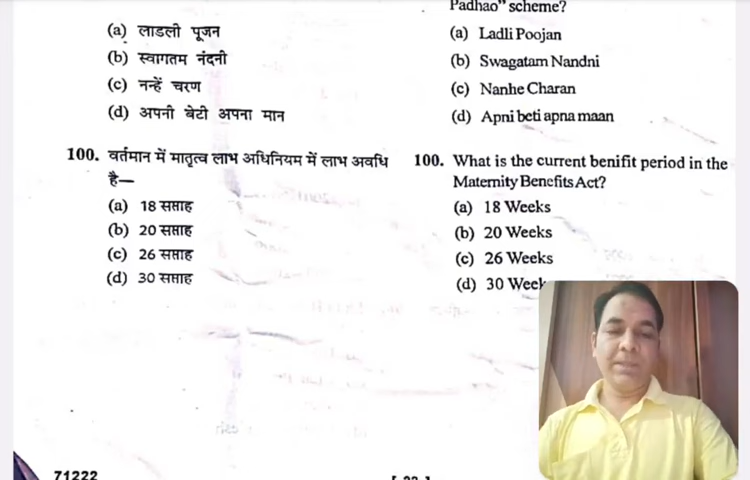 (a) लाडली पूजन
(b) स्वागतम नंदनी
(c) नन्हें चरण
(d) अपनी बेटी अपना मान
100. वर्तमान में मातृत्व लाभ अधिनियम में लाभ अवधि
है—
(a) 18 सप्ताह
(b) 20 सप्ताह
(c) 26 सप्ताह
(d) 30 सप्ताह
71222
Padhao" scheme?
(a) Ladli Poojan
(b) Swagatam Nandni
(c) Nanhe Charan
(d) Apni beti apna maan
100. What is the current benifit period in the
Maternity Benefits Act?
(a) 18 Weeks
(b) 20 Weeks
(c) 26 Weeks
(d) 30 Week